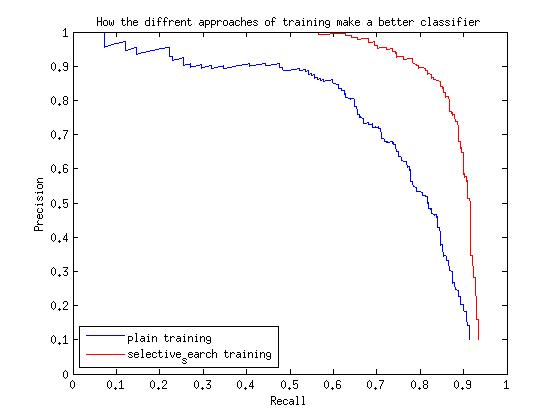 How the diffrent approaches of training make a better classifier
1
0.9
0.8
0.7
0.6
0.5
0.4
0.3
0.2
0.1
0
Precision
plain training
selective_search training
0 0.1 0.2 0.3 0.4 0.5 0.6 0.7 0.8 0.9 1
Recall